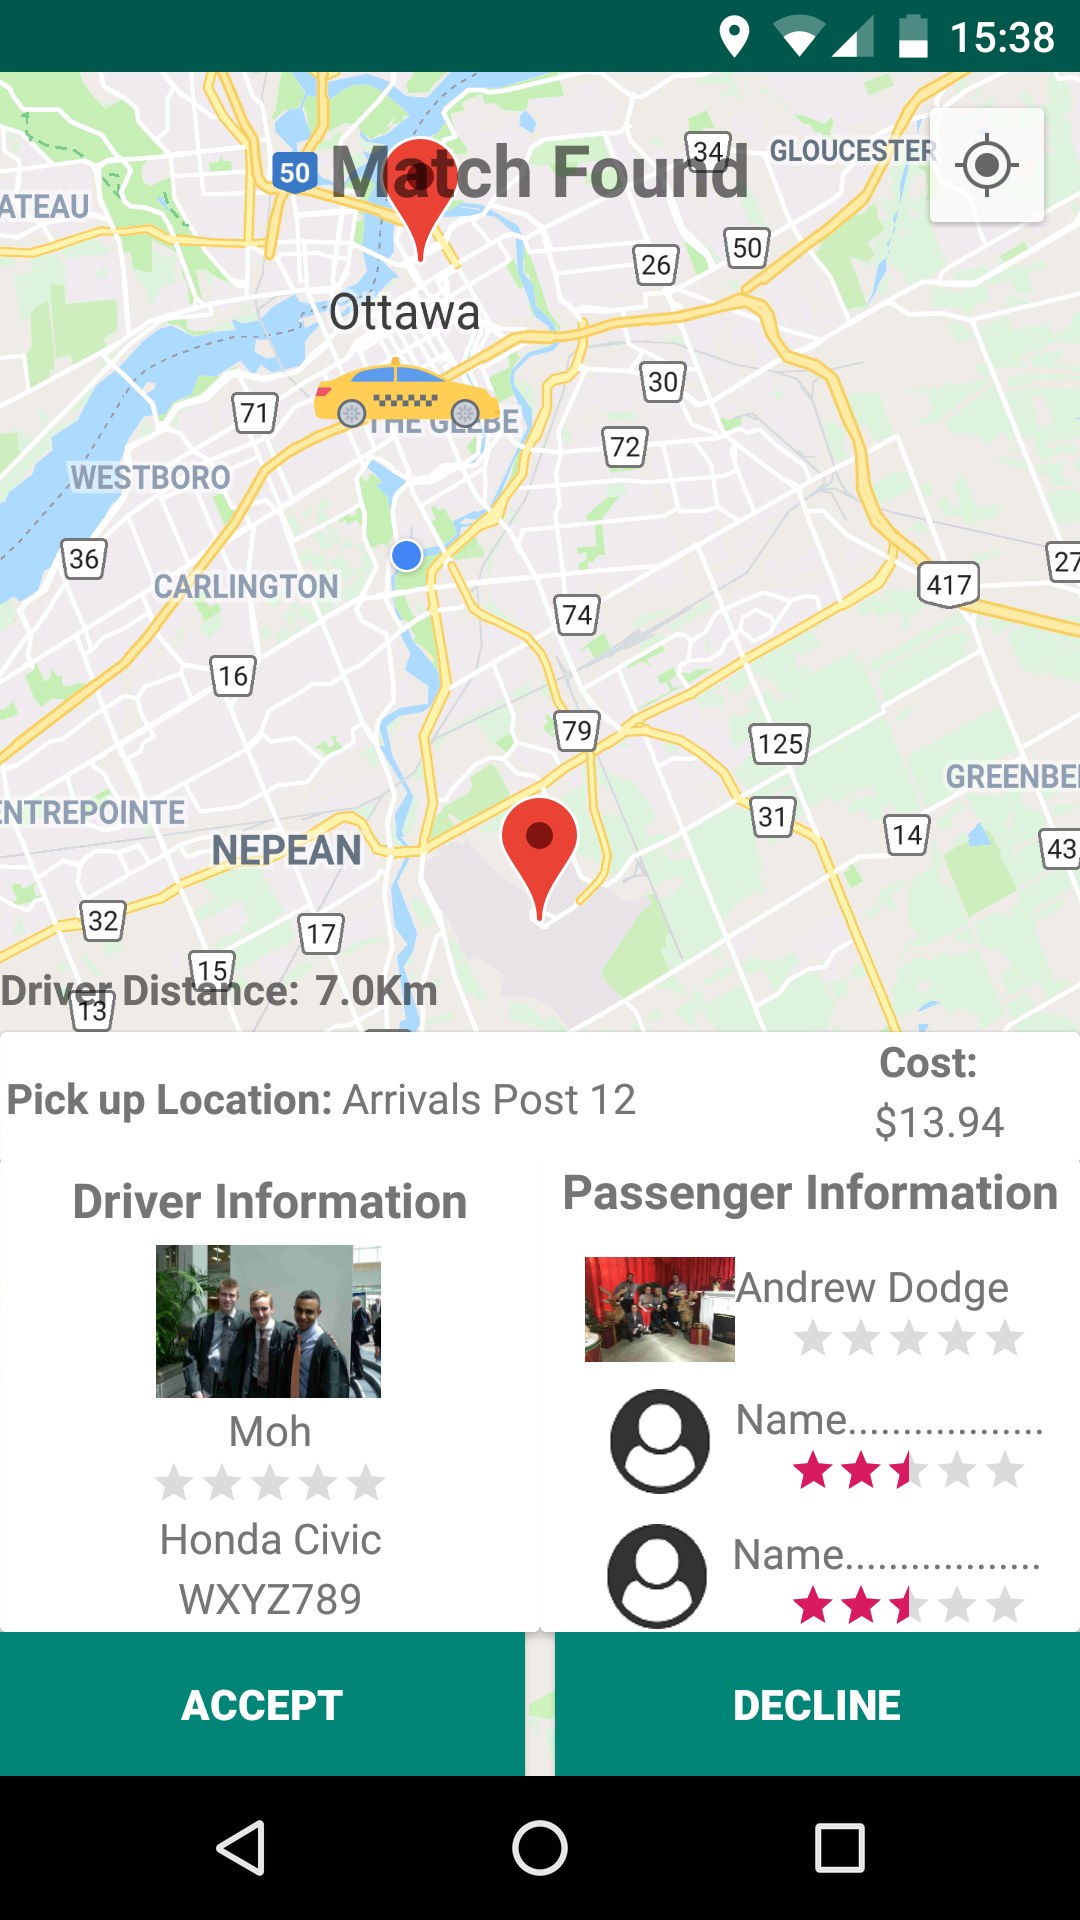 15:38
34
GLOUCESTER
50
Match Found
ATEAU
50
26
Ottawa
30
71
THE GLEBE
72
WESTBORO
36
27
417
CARLINGTON
74
16
79
125
GREENBE
ENTREPOINTE
31
14
43
NEPEAN
32
17
15
Driver Distance: 7.0Km
13
Cost:
Pick up Location: Arrivals Post 12
$13.94
Driver Information
Passenger Information
Andrew Dodge
Moh
Name..................
Honda Civic
Name..................
WXYZ789
ACCEPT
DECLINE